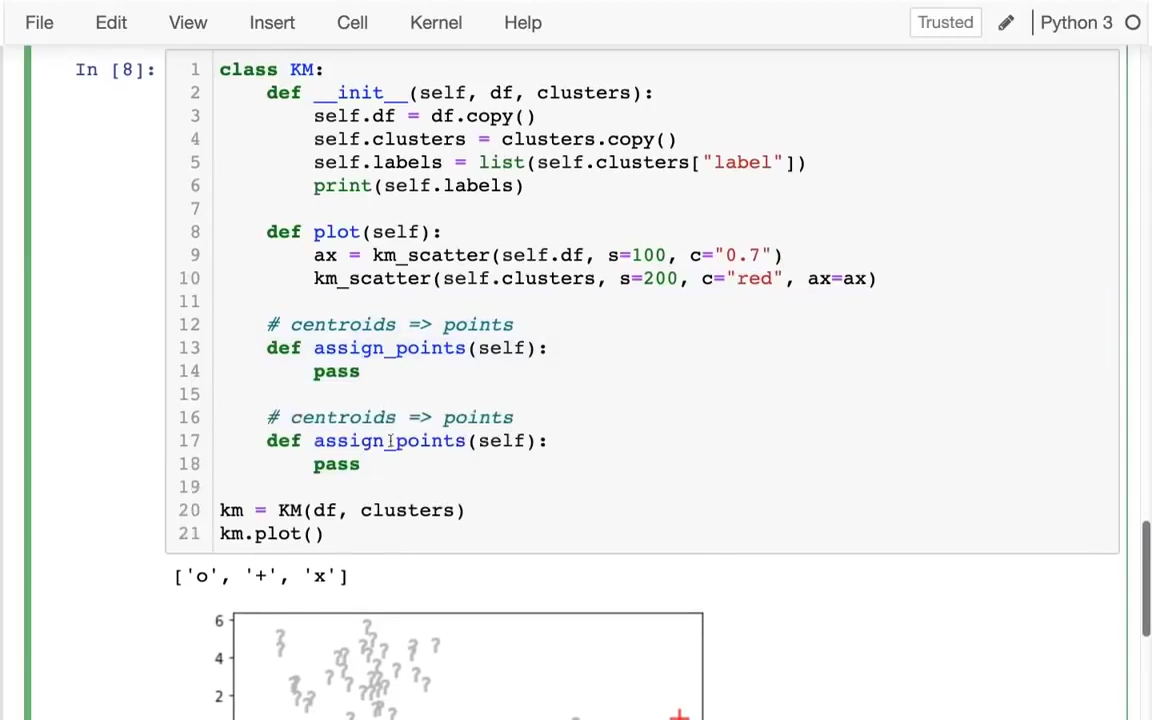 File Edit View Insert Cell Kernel Help Trusted Python 3
In [8]:
1 class KM:
2     def __init__(self, df, clusters):
3         self.df = df.copy()
4         self.clusters = clusters.copy()
5         self.labels = list(self.clusters["label"])
6         print(self.labels)
7
8     def plot(self):
9         ax = km_scatter(self.df, s=100, c="0.7")
10         km_scatter(self.clusters, s=200, c="red", ax=ax)
11
12     # centroids => points
13     def assign_points(self):
14         pass
15
16     # centroids => points
17     def assign_points(self):
18         pass
19
20 km = KM(df, clusters)
21 km.plot()
['o', '+', 'x']
6
4
2